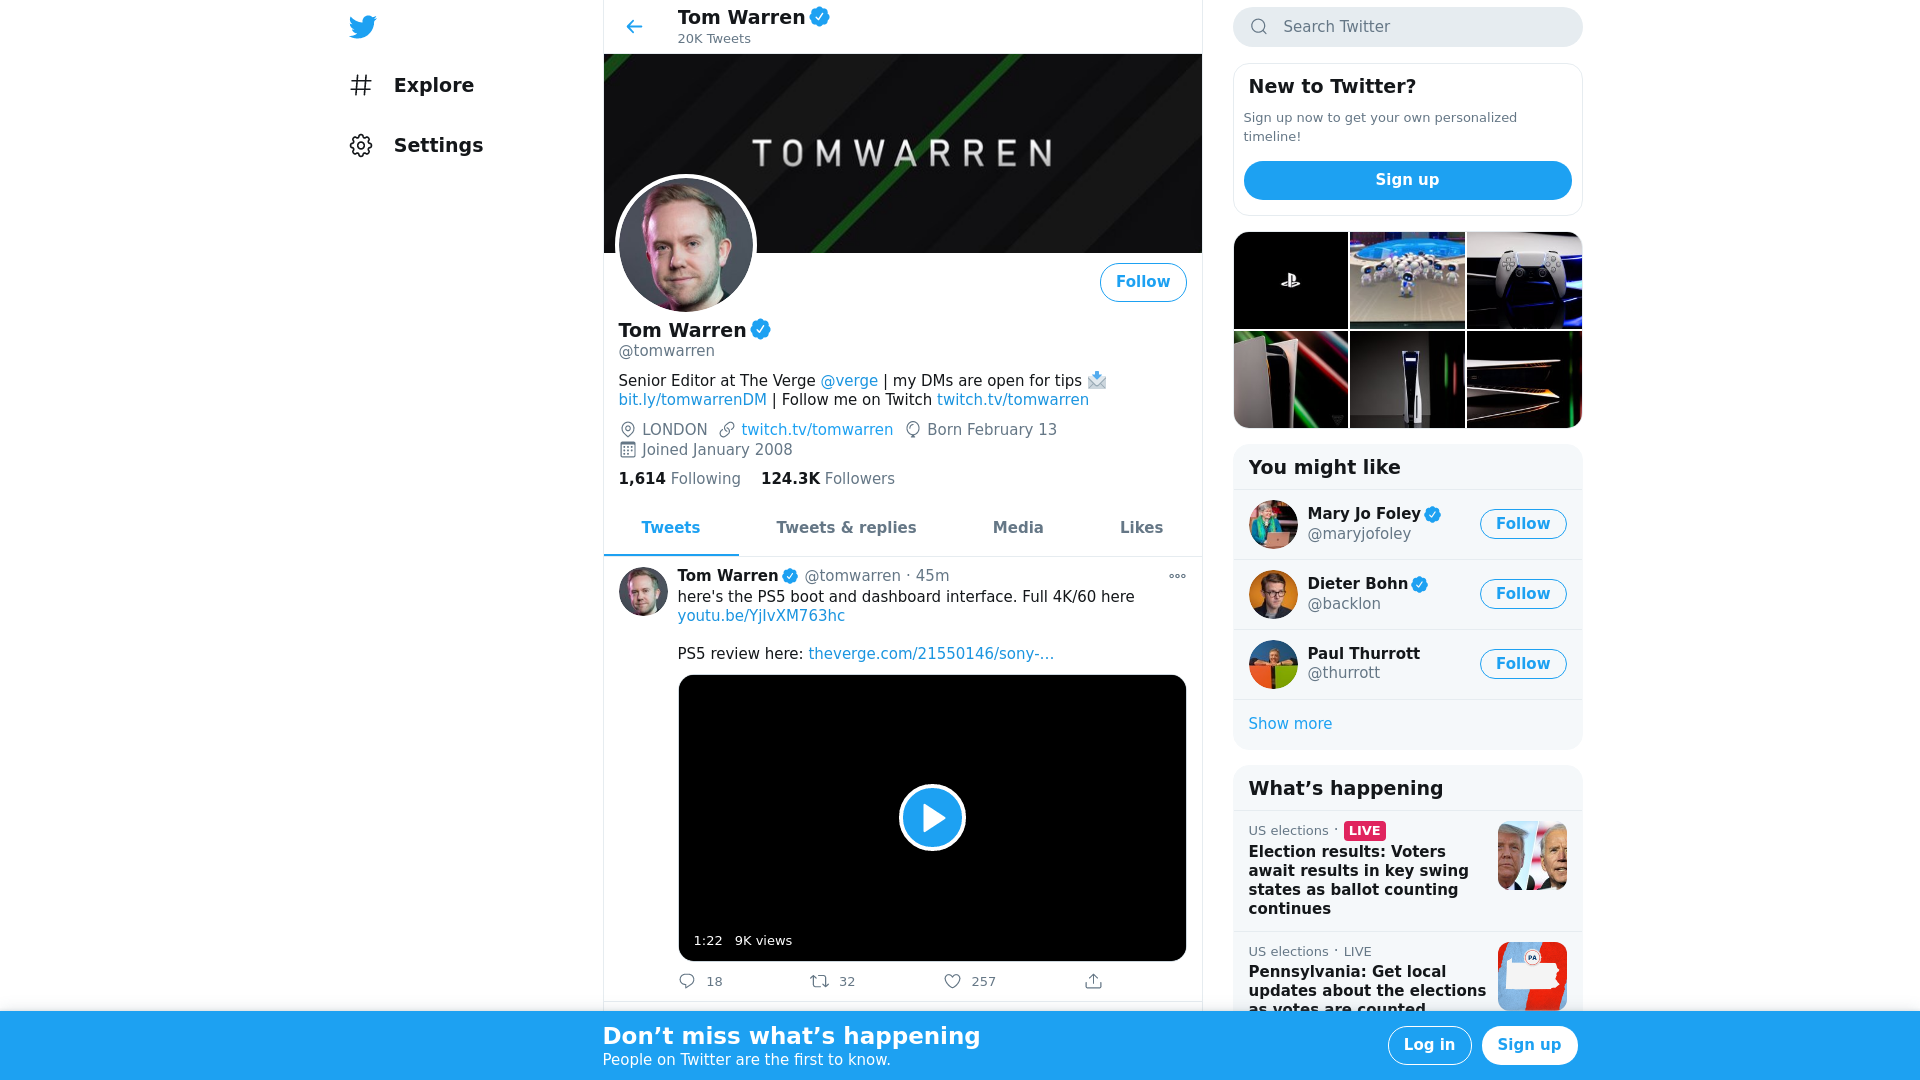 Explore
Settings
Tom Warren
20K Tweets
TOMWARREN
Follow
Tom Warren
@tomwarren
Senior Editor at The Verge @verge | my DMs are open for tips 📩
bit.ly/tomwarrenDM | Follow me on Twitch twitch.tv/tomwarren
LONDON twitch.tv/tomwarren Born February 13
Joined January 2008
1,614 Following 124.3K Followers
Tweets Tweets & replies Media Likes
Tom Warren @tomwarren · 45m
here's the PS5 boot and dashboard interface. Full 4K/60 here
youtu.be/YjIvXM763hc
PS5 review here: theverge.com/21550146/sony-…
1:22 9K views
18 32 257
Search Twitter
New to Twitter?
Sign up now to get your own personalized
timeline!
Sign up
You might like
Mary Jo Foley
@maryjofoley
Follow
Dieter Bohn
@backlon
Follow
Paul Thurrott
@thurrott
Follow
Show more
What’s happening
US elections · LIVE
Election results: Voters
await results in key swing
states as ballot counting
continues
US elections · LIVE
Pennsylvania: Get local
updates about the elections
as votes are counted
PA
Don’t miss what’s happening
People on Twitter are the first to know.
Log in
Sign up